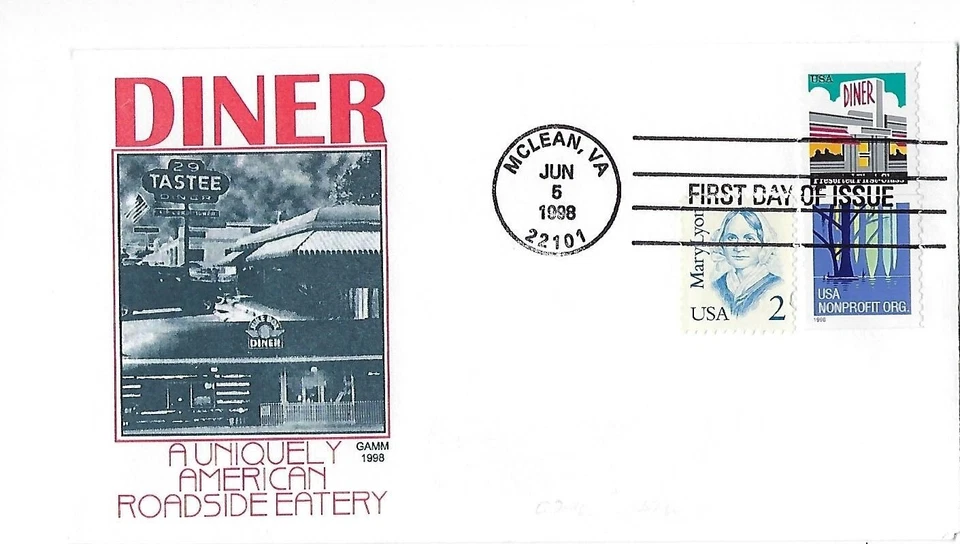 DINER
29
TASTEE
DINER
DINER
A UNIQUELY
AMERICAN
ROADSIDE EATERY
GAMM
1998
MCLEAN, VA
JUN
5
1998
22101
FIRST DAY OF ISSUE
USA
DINER
Presorted First-Class
Mary Lyon
USA 2
USA
NONPROFIT ORG.
1998